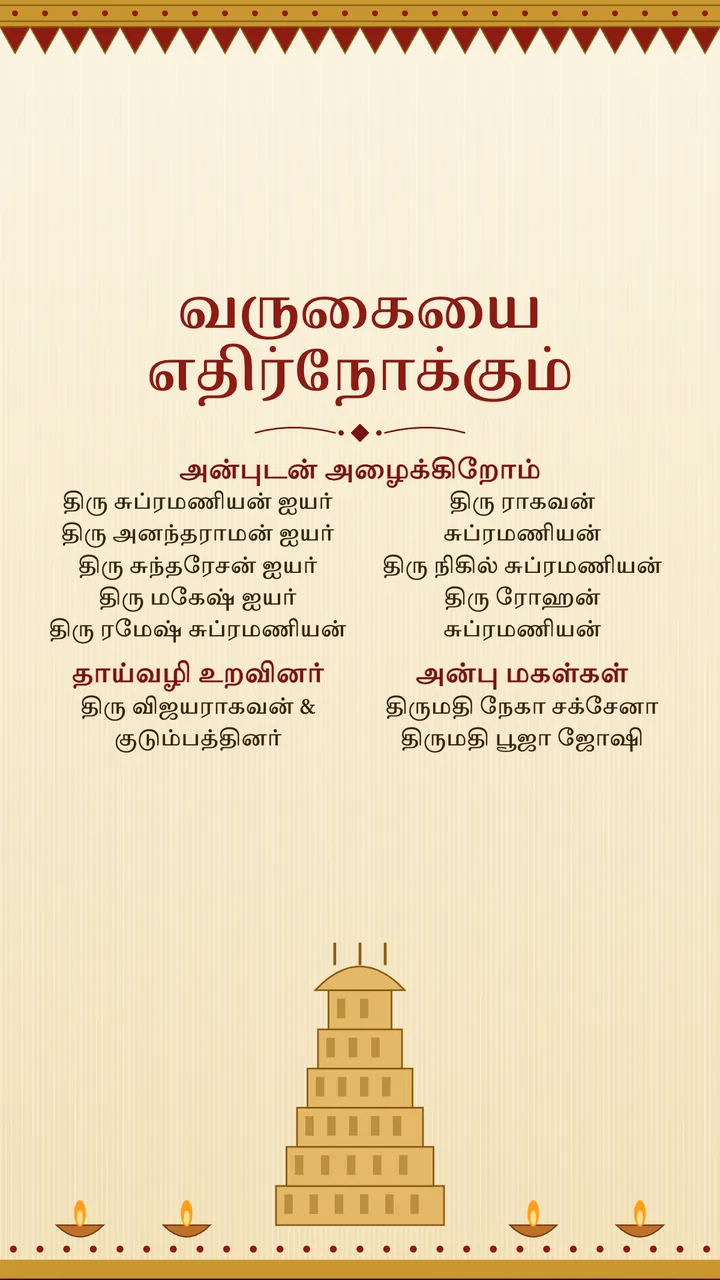 வருகையை
எதிர்நோக்கும்
அன்புடன் அழைக்கிறோம்
திரு சுப்ரமணியன் ஐயர்
திரு அனந்தராமன் ஐயர்
திரு சுந்தரேசன் ஐயர்
திரு மகேஷ் ஐயர்
திரு ரமேஷ் சுப்ரமணியன்
திரு ராகவன்
சுப்ரமணியன்
திரு நிகில் சுப்ரமணியன்
திரு ரோஹன்
சுப்ரமணியன்
தாய்வழி உறவினர்
திரு விஜயராகவன் &
குடும்பத்தினர்
அன்பு மகள்கள்
திருமதி நேகா சக்சேனா
திருமதி பூஜா ஜோஷி